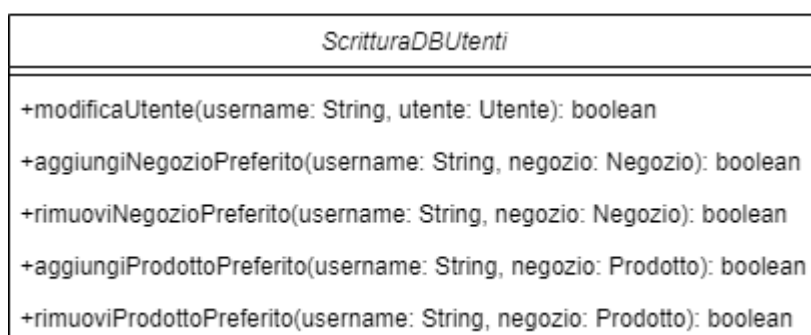 ScritturaDBUtenti
+modificaUtente(username: String, utente: Utente): boolean
+aggiungiNegozioPreferito(username: String, negozio: Negozio): boolean
+rimuoviNegozioPreferito(username: String, negozio: Negozio): boolean
+aggiungiProdottoPreferito(username: String, negozio: Prodotto): boolean
+rimuoviProdottoPreferito(username: String, negozio: Prodotto): boolean